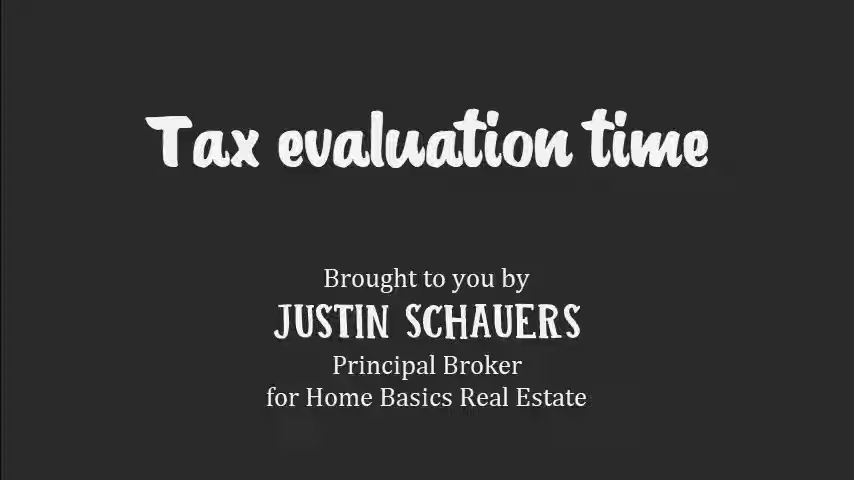 Tax evaluation time
Brought to you by
JUSTIN SCHAUERS
Principal Broker
for Home Basics Real Estate